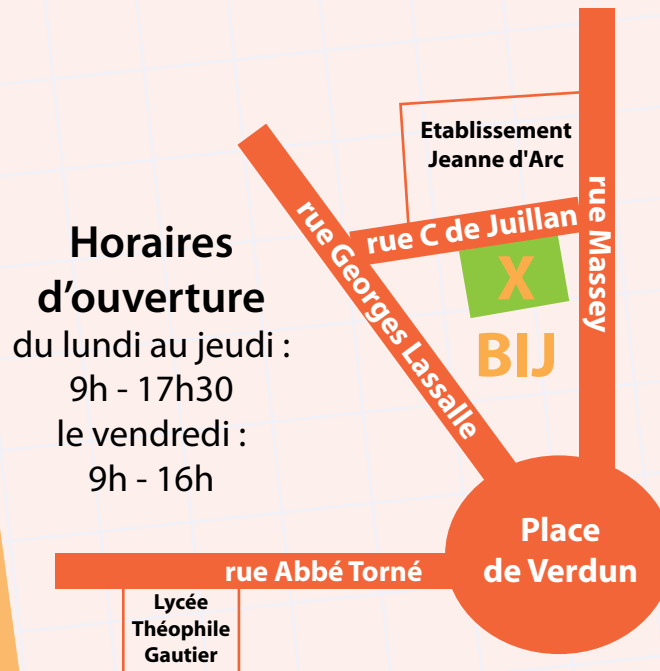 Etablissement
Jeanne d'Arc
rue Massey
rue C de Juillan
rue Georges Lassalle
X
BIJ
Horaires
d’ouverture
du lundi au jeudi :
9h - 17h30
le vendredi :
9h - 16h
Place
de Verdun
rue Abbé Torné
Lycée
Théophile
Gautier